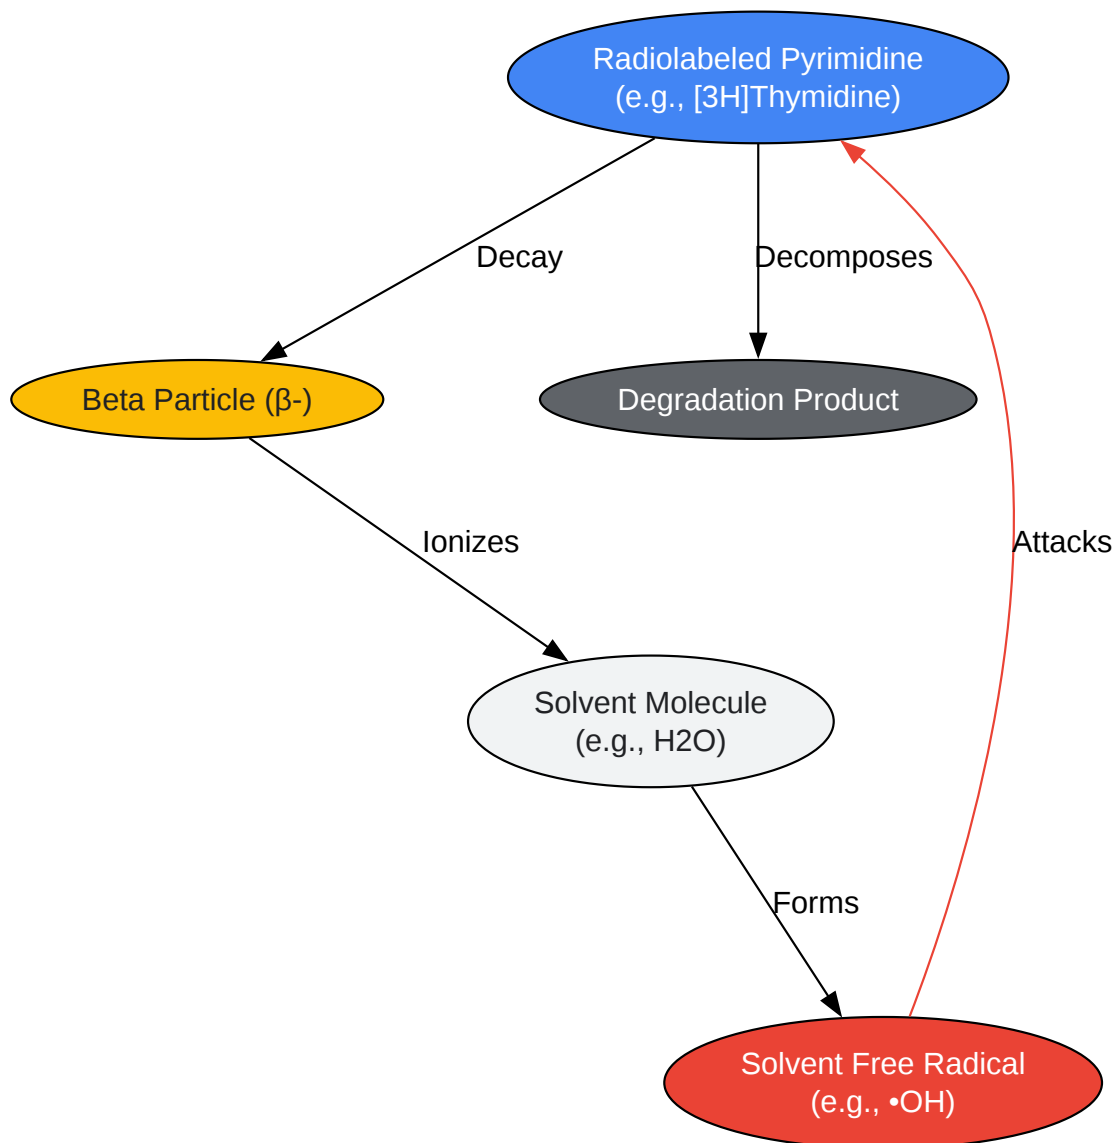 Radiolabeled Pyrimidine
(e.g., [3H]Thymidine)
Decay
Decomposes
Beta Particle (β-)
Degradation Product
Ionizes
Attacks
Solvent Molecule
(e.g., H2O)
Forms
Solvent Free Radical
(e.g., •OH)